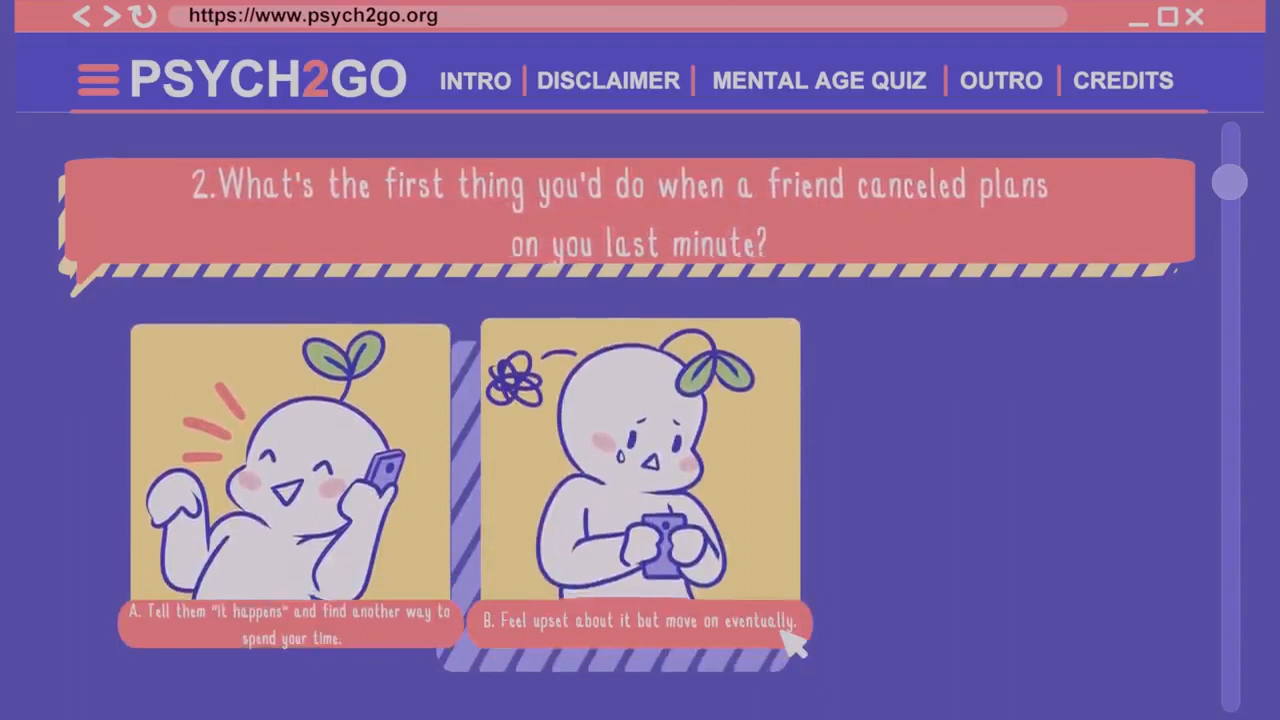 https://www.psych2go.org
PSYCH2GO INTRO DISCLAIMER MENTAL AGE QUIZ OUTRO CREDITS
2.What's the first thing you'd do when a friend canceled plans
on you last minute?
A. Tell them "it happens" and find another way to
spend your time.
B. Feel upset about it but move on eventually.